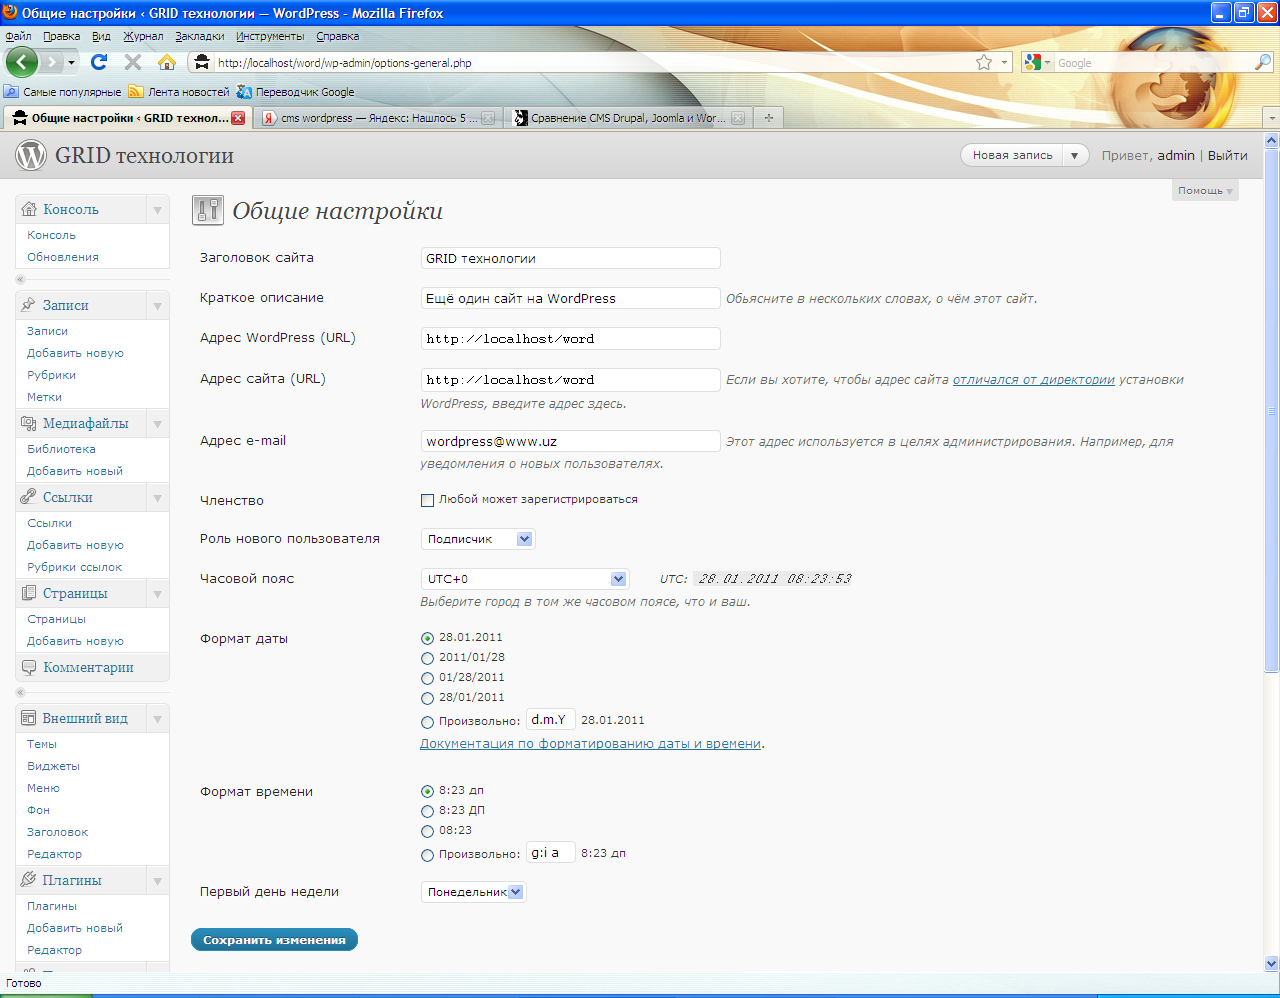 Общие настройки ‹ GRID технологии — WordPress - Mozilla Firefox
Файл Правка Вид Журнал Закладки Инструменты Справка
http://localhost/word/wp-admin/options-general.php
Google
Самые популярные Лента новостей Переводчик Google
Общие настройки ‹ GRID технол... cms wordpress — Яндекс: Нашлось 5 ... Сравнение CMS Drupal, Joomla и Wor...
GRID технологии
Новая запись Привет, admin | Выйти
Помощь
Консоль
Консоль
Обновления
Записи
Записи
Добавить новую
Рубрики
Метки
Медиафайлы
Библиотека
Добавить новый
Ссылки
Ссылки
Добавить новую
Рубрики ссылок
Страницы
Страницы
Добавить новую
Комментарии
Внешний вид
Темы
Виджеты
Меню
Фон
Заголовок
Редактор
Плагины
Плагины
Добавить новый
Редактор
Общие настройки
Заголовок сайта GRID технологии
Краткое описание Ещё один сайт на WordPress Объясните в нескольких словах, о чём этот сайт.
Адрес WordPress (URL) http://localhost/word
Адрес сайта (URL) http://localhost/word Если вы хотите, чтобы адрес сайта отличался от директории установки
WordPress, введите адрес здесь.
Адрес e-mail wordpress@www.uz Этот адрес используется в целях администрирования. Например, для
уведомления о новых пользователях.
Членство Любой может зарегистрироваться
Роль нового пользователя Подписчик
Часовой пояс UTC+0 UTC: 28.01.2011 08:23:53
Выберите город в том же часовом поясе, что и ваш.
Формат даты 28.01.2011
2011/01/28
01/28/2011
28/01/2011
Произвольно: d.m.Y 28.01.2011
Документация по форматированию даты и времени.
Формат времени 8:23 дп
8:23 ДП
08:23
Произвольно: g:i a 8:23 дп
Первый день недели Понедельник
Сохранить изменения
Готово